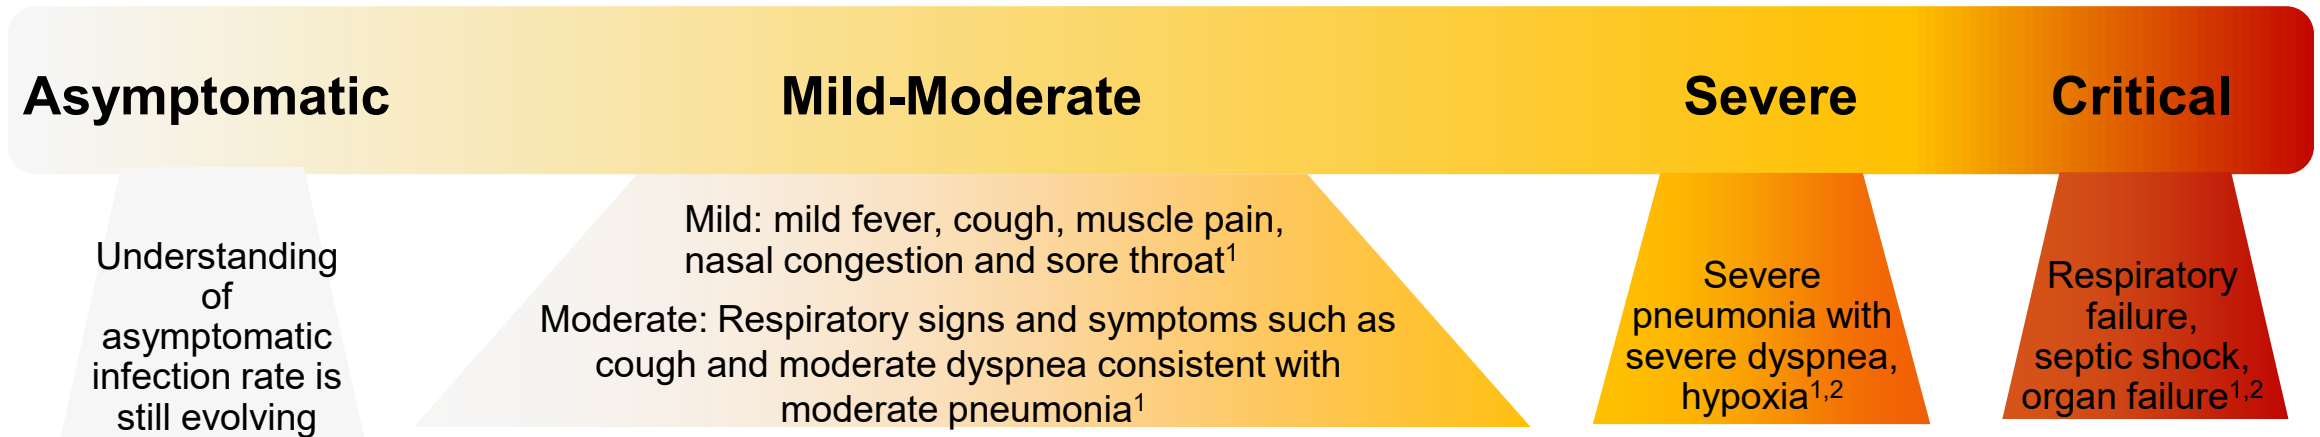 Asymptomatic
Mild-Moderate
Severe
Critical
Understanding
of
asymptomatic
infection rate is
still evolving
Mild: mild fever, cough, muscle pain,
nasal congestion and sore throat1
Moderate: Respiratory signs and symptoms such as
cough and moderate dyspnea consistent with
moderate pneumonia1
Severe
pneumonia with
severe dyspnea,
hypoxia1,2
Respiratory
failure,
septic shock,
organ failure1,2